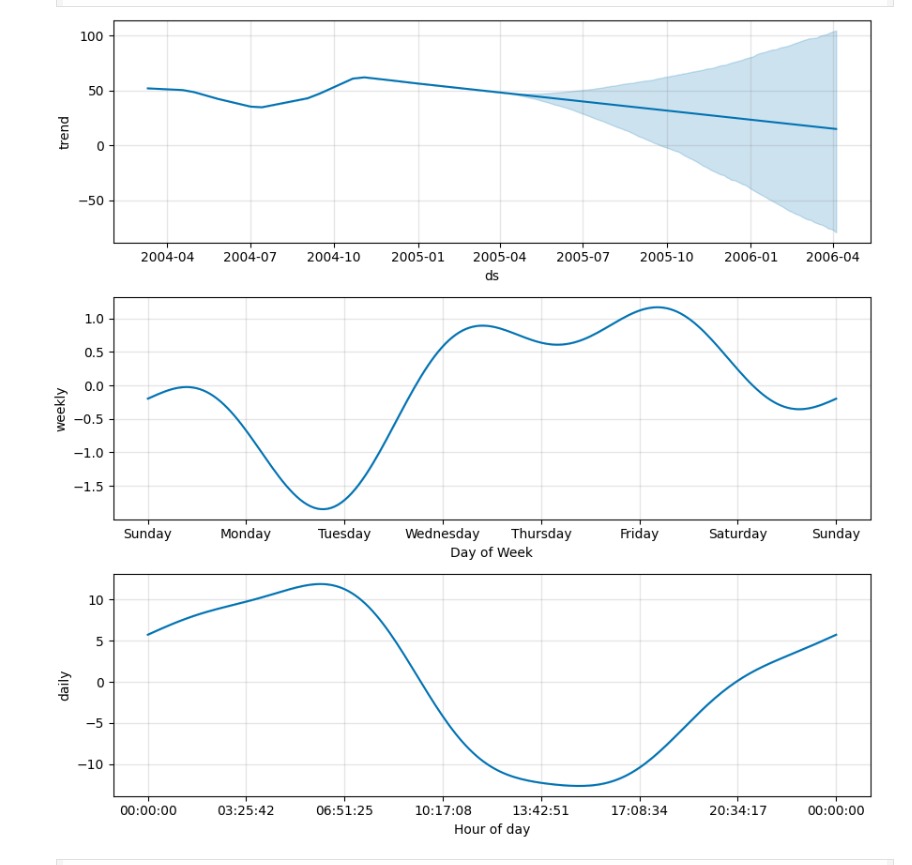 100
50
0
−50
trend
2004-04 2004-07 2004-10 2005-01 2005-04 2005-07 2005-10 2006-01 2006-04
ds
1.0
0.5
0.0
−0.5
−1.0
−1.5
weekly
Sunday Monday Tuesday Wednesday Thursday Friday Saturday Sunday
Day of Week
10
5
0
−5
−10
daily
00:00:00 03:25:42 06:51:25 10:17:08 13:42:51 17:08:34 20:34:17 00:00:00
Hour of day